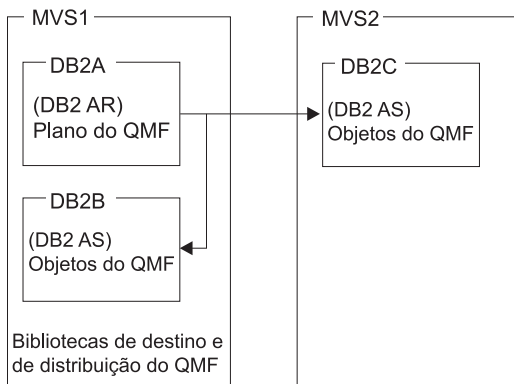 MVS1
DB2A
(DB2 AR)
Plano do QMF
DB2B
(DB2 AS)
Objetos do QMF
Bibliotecas de destino e
de distribuição do QMF
MVS2
DB2C
(DB2 AS)
Objetos do QMF